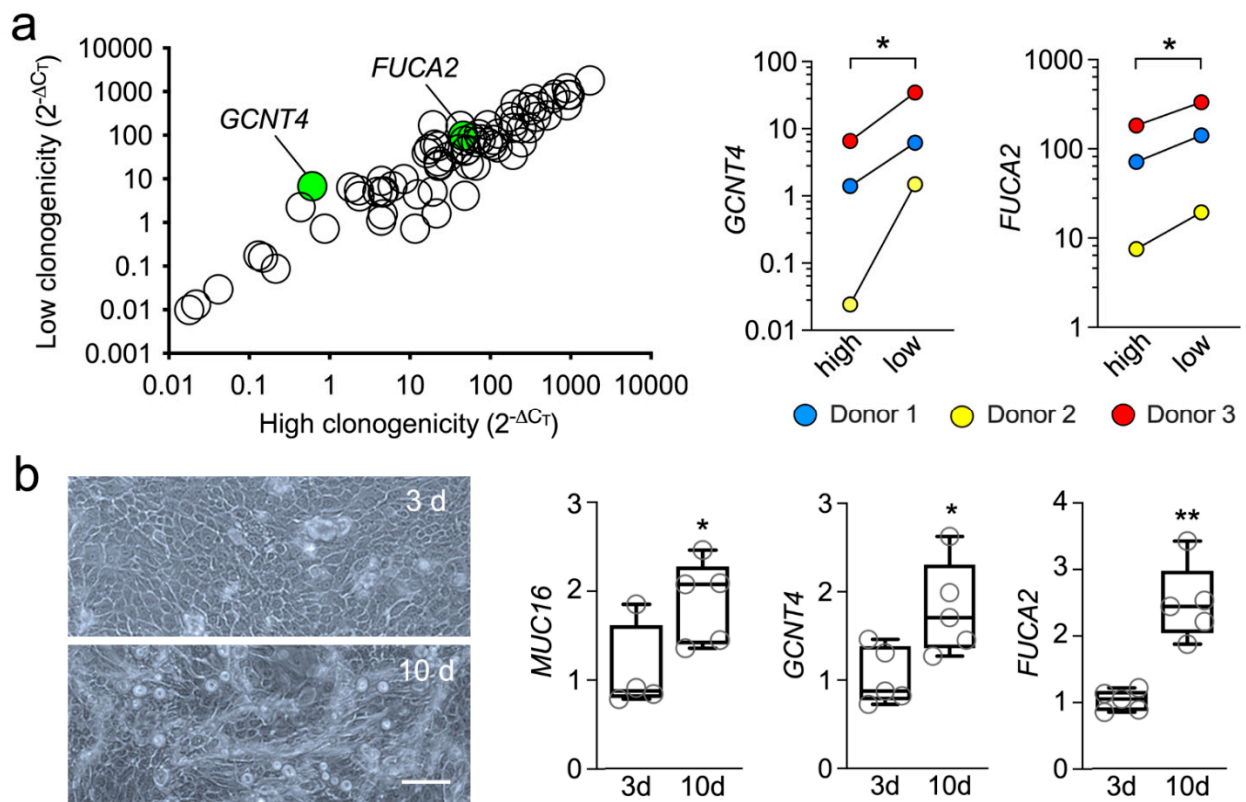 a
Low clonogenicity (2^-ΔCT)
10000
1000
100
10
1
0.1
0.01
0.001
GCNT4
FUCA2
0.01 0.1 1 10 100 1000 10000
High clonogenicity (2^-ΔCT)
GCNT4
*
100
10
1
0.1
0.01
high low
FUCA2
*
1000
100
10
1
high low
Donor 1 Donor 2 Donor 3
b
3 d
10 d
MUC16
*
3
2
1
0
3d 10d
GCNT4
*
3
2
1
0
3d 10d
FUCA2
**
4
3
2
1
0
3d 10d